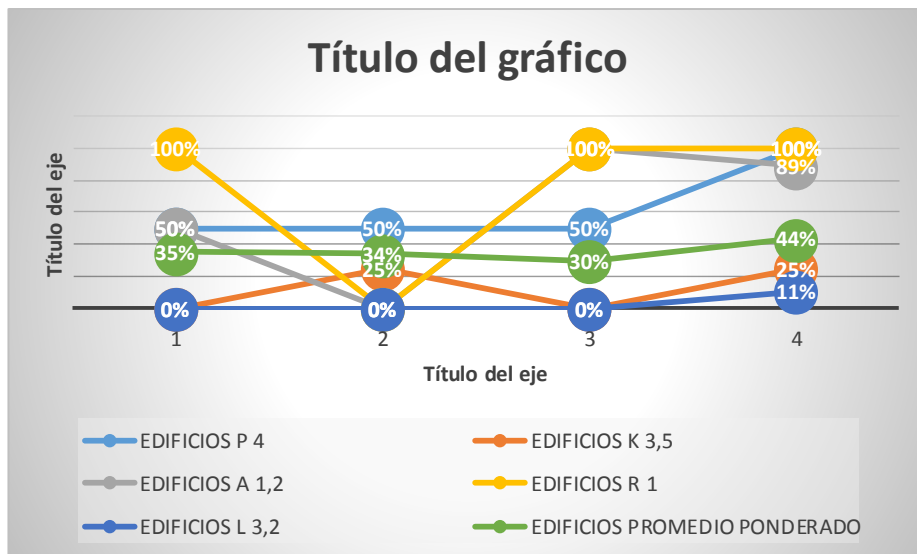 Título del gráfico
Título del eje
100%
100%
100%
89%
50%
50%
50%
35%
34%
25%
30%
44%
25%
11%
0%
0%
0%
1
2
3
4
Título del eje
EDIFICIOS P 4
EDIFICIOS K 3,5
EDIFICIOS A 1,2
EDIFICIOS R 1
EDIFICIOS L 3,2
EDIFICIOS PROMEDIO PONDERADO